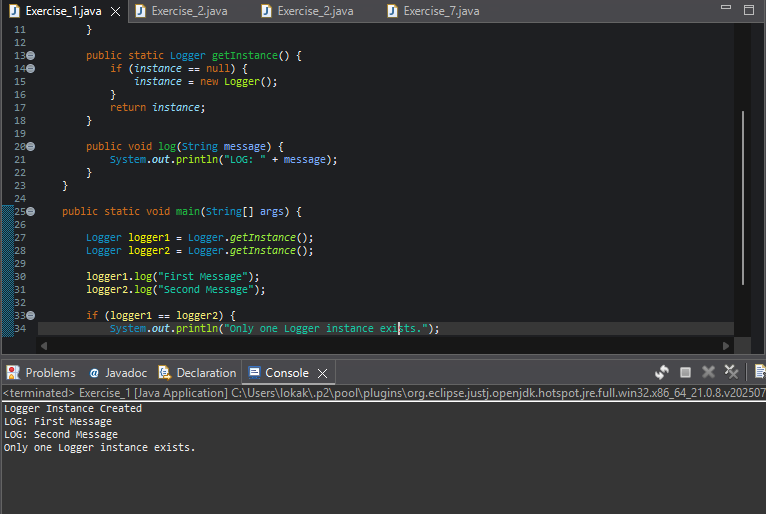 Exercise_1.java Exercise_2.java Exercise_2.java Exercise_7.java
11 }
12
13 public static Logger getInstance() {
14 if (instance == null) {
15 instance = new Logger();
16 }
17 return instance;
18 }
19
20 public void log(String message) {
21 System.out.println("LOG: " + message);
22 }
23 }
24
25 public static void main(String[] args) {
26
27 Logger logger1 = Logger.getInstance();
28 Logger logger2 = Logger.getInstance();
29
30 logger1.log("First Message");
31 logger2.log("Second Message");
32
33 if (logger1 == logger2) {
34 System.out.println("Only one Logger instance exists.");
Problems @ Javadoc Declaration Console
<terminated> Exercise_1 [Java Application] C:\Users\lokak\.p2\pool\plugins\org.eclipse.justj.openjdk.hotspot.jre.full.win32.x86_64_21.0.8.v202507
Logger Instance Created
LOG: First Message
LOG: Second Message
Only one Logger instance exists.